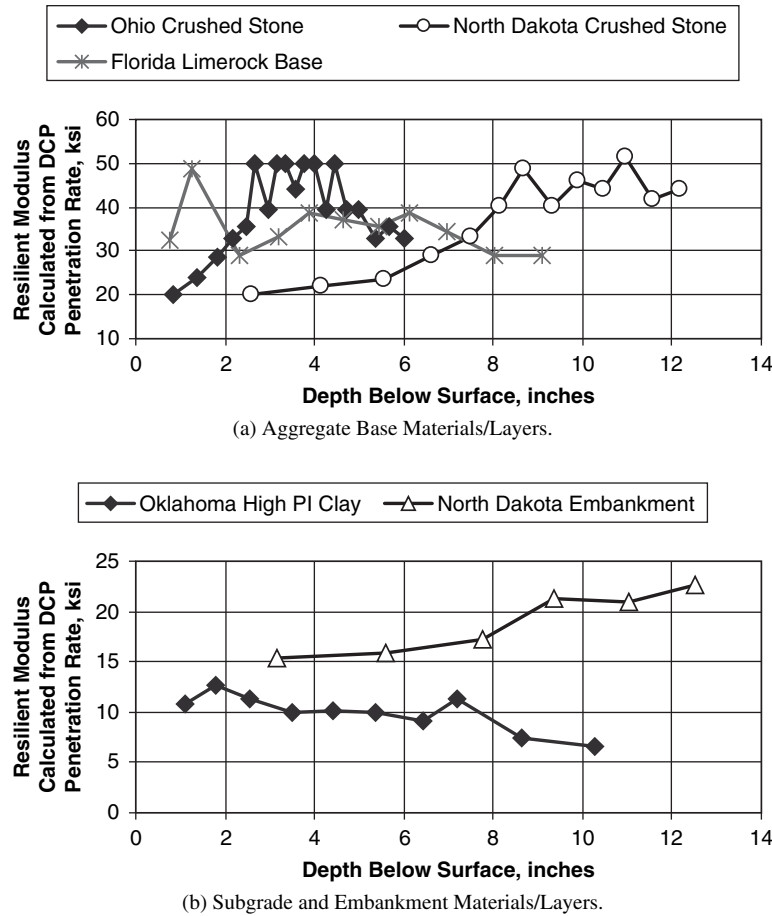 Ohio Crushed Stone
North Dakota Crushed Stone
Florida Limerock Base
Resilient Modulus
Calculated from DCP
Penetration Rate, ksi
60
50
40
30
20
10
0 2 4 6 8 10 12 14
Depth Below Surface, inches
(a) Aggregate Base Materials/Layers.
Oklahoma High PI Clay
North Dakota Embankment
Resilient Modulus
Calculated from DCP
Penetration Rate, ksi
25
20
15
10
5
0
0 2 4 6 8 10 12 14
Depth Below Surface, inches
(b) Subgrade and Embankment Materials/Layers.